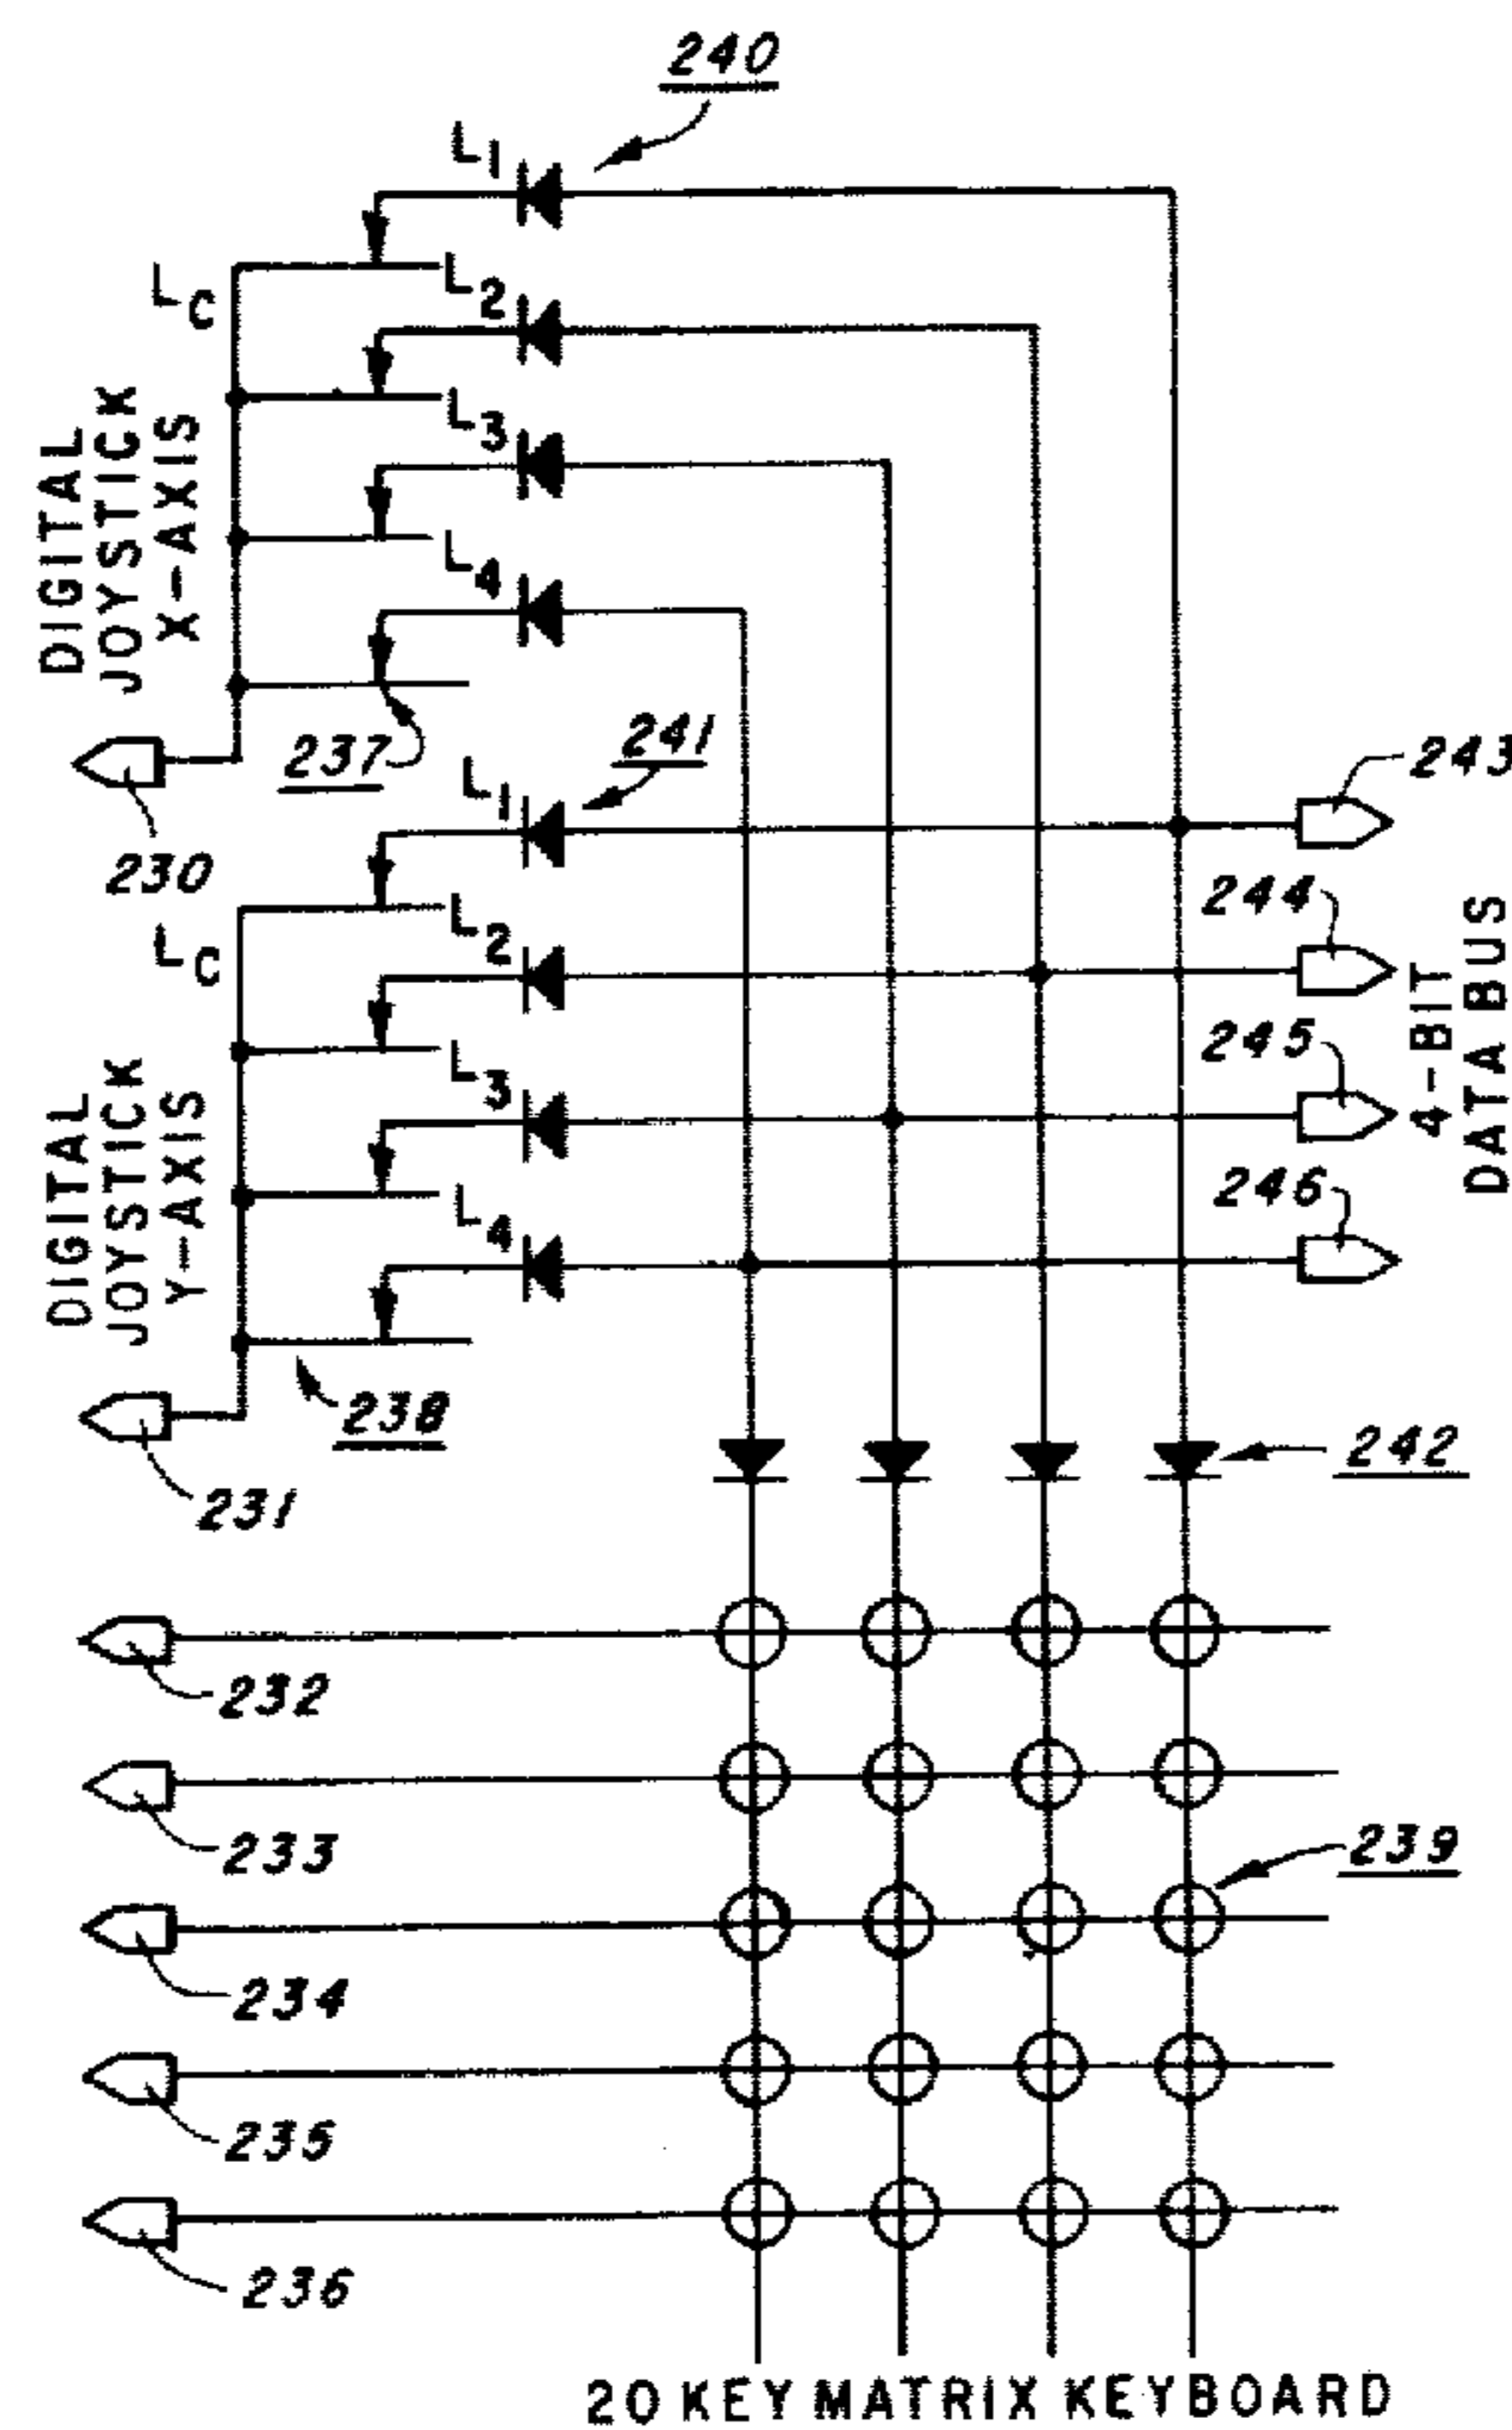 240
L1
LC
L2
L3
L4
DIGITAL
JOYSTICK
X-AXIS
237
230
241
L1
LC
L2
L3
L4
DIGITAL
JOYSTICK
Y-AXIS
238
231
243
244
245
246
4-BIT
DATA BUS
242
232
233
239
234
235
236
20 KEY MATRIX KEYBOARD